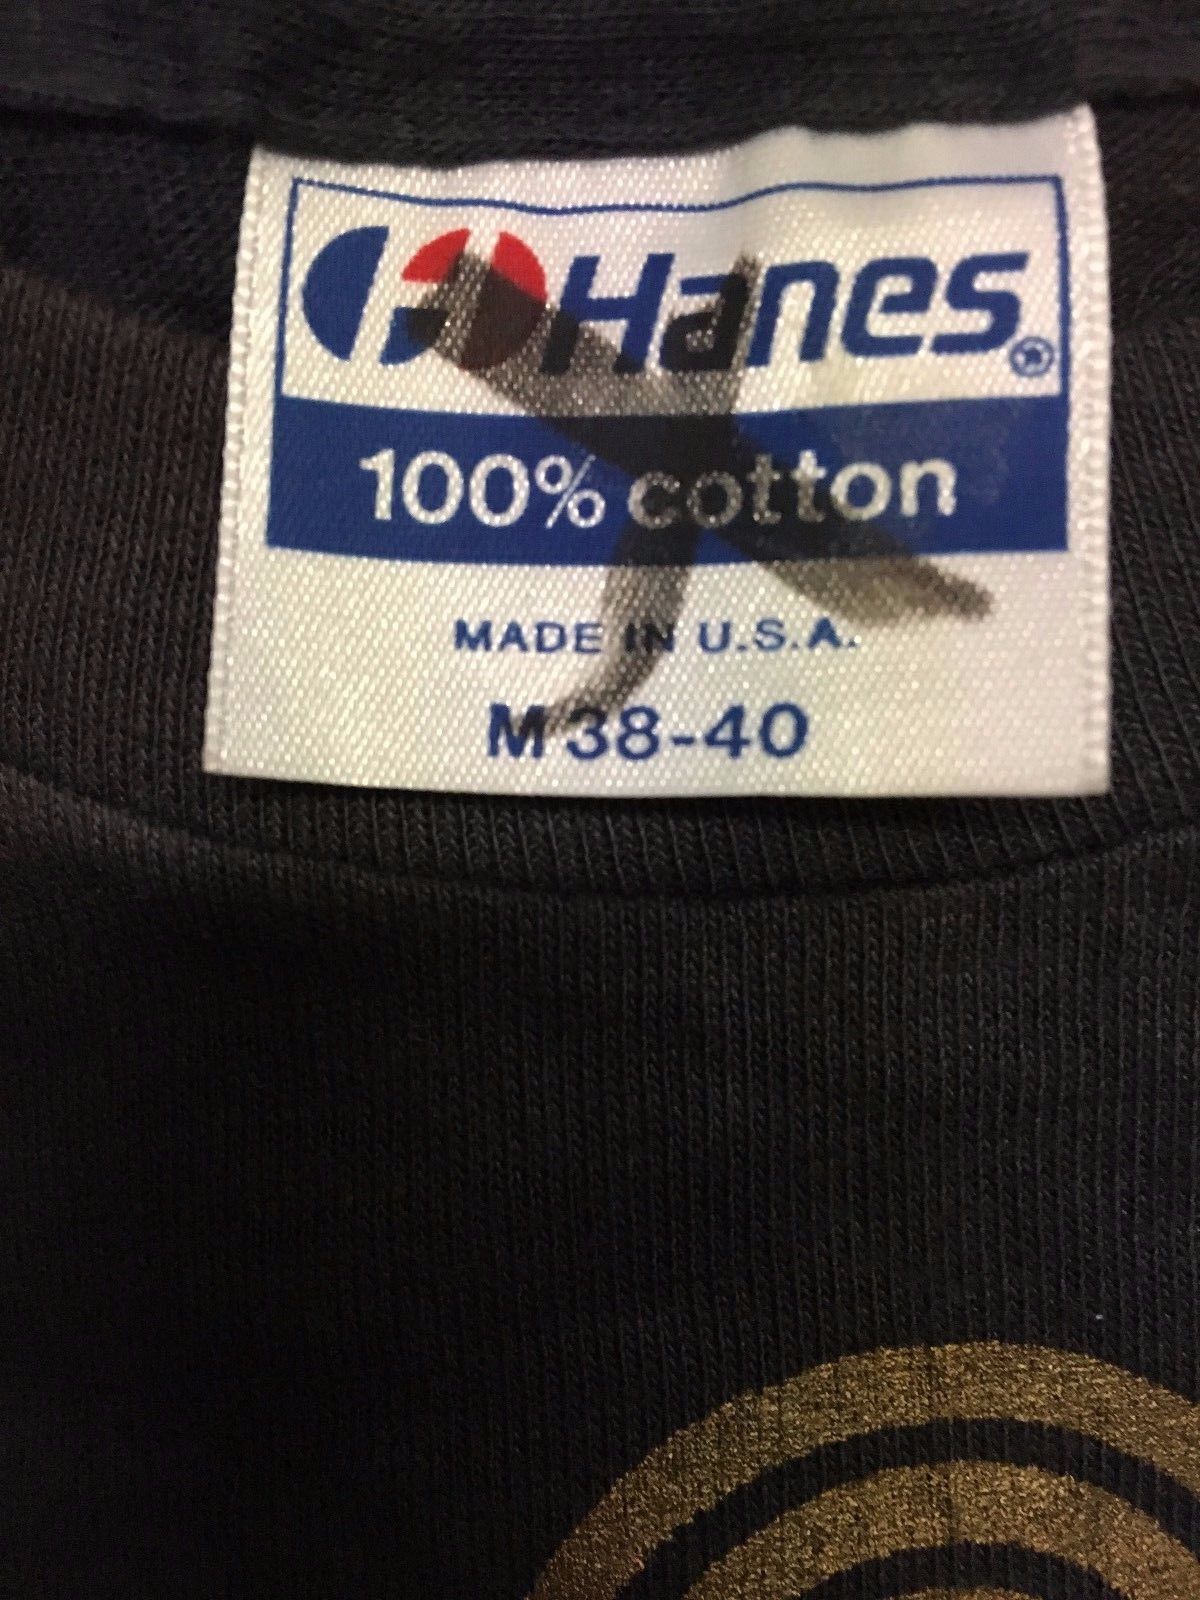 Hanes®
100% cotton
MADE IN U.S.A.
M 38-40